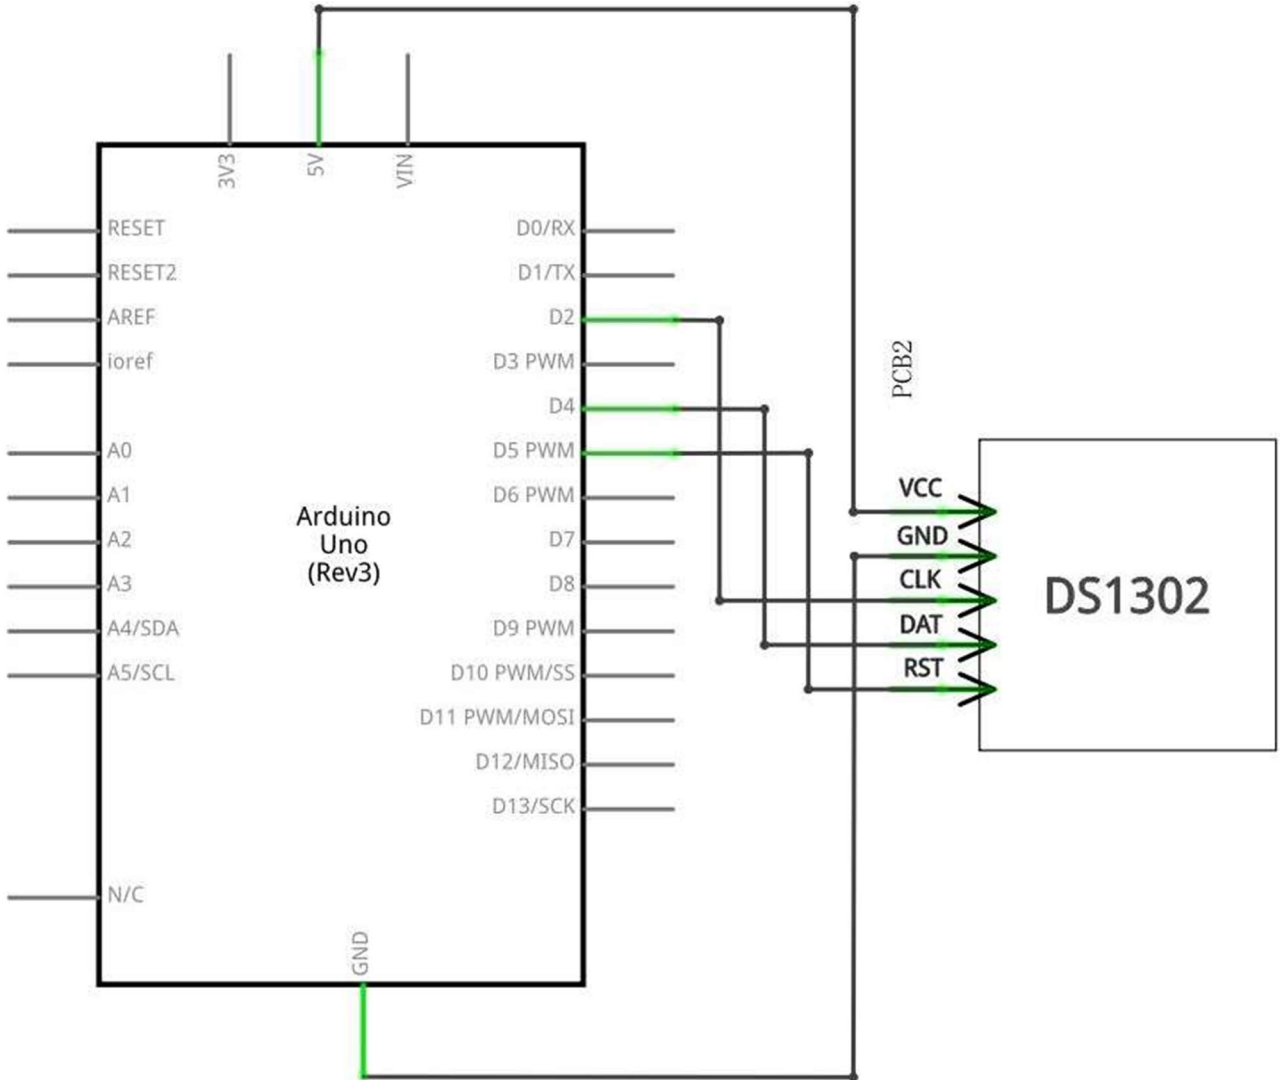 3V3
5V
VIN
RESET
RESET2
AREF
ioref
A0
A1
A2
A3
A4/SDA
A5/SCL
N/C
Arduino
Uno
(Rev3)
D0/RX
D1/TX
D2
D3 PWM
D4
D5 PWM
D6 PWM
D7
D8
D9 PWM
D10 PWM/SS
D11 PWM/MOSI
D12/MISO
D13/SCK
GND
PCB2
VCC
GND
CLK
DAT
RST
DS1302